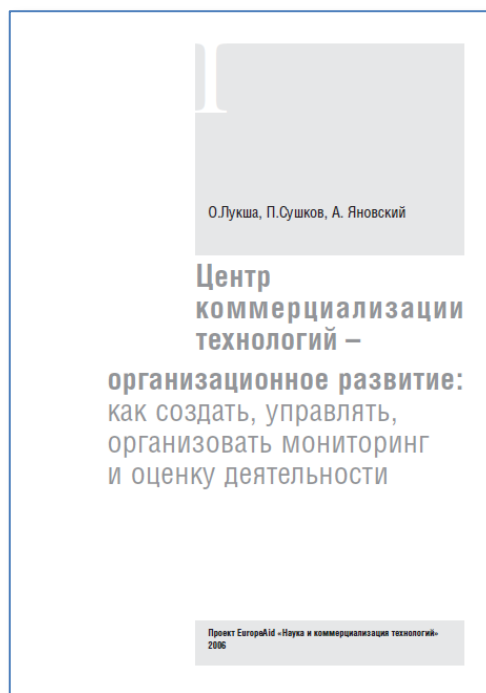 О.Лукша, П.Сушков, А. Яновский
Центр
коммерциализации
технологий –
организационное развитие:
как создать, управлять,
организовать мониторинг
и оценку деятельности
Проект EuropeAid «Наука и коммерциализация технологий»
2006